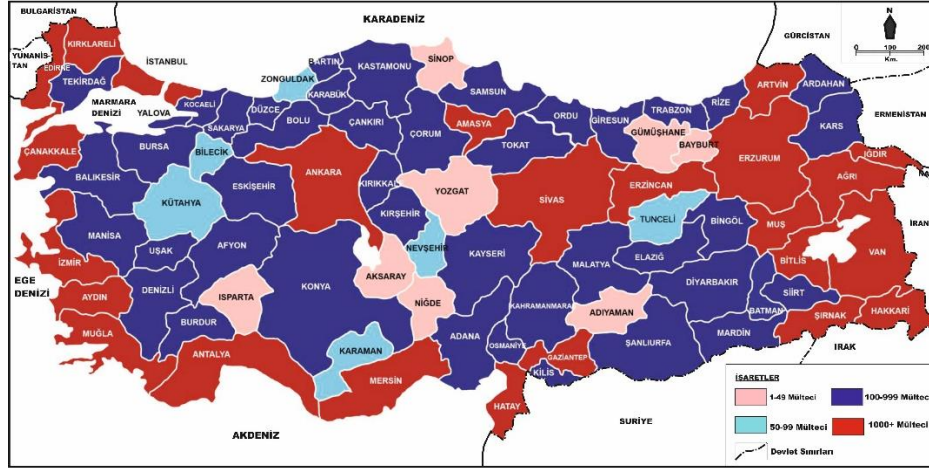 BULGARİSTAN
KARADENİZ
N
GÜRCİSTAN
0 100 200
Km.
YUNANİS
TAN
KIRKLARELİ
EDİRNE
TEKİRDAĞ
İSTANBUL
MARMARA
DENİZİ
YALOVA
KOCAELİ
SAKARYA
DÜZCE
BOLU
ZONGULDAK
BARTIN
KARABÜK
KASTAMONU
SİNOP
ÇANKIRI
ÇORUM
SAMSUN
AMASYA
TOKAT
ORDU
GİRESUN
TRABZON
GÜMÜŞHANE
BAYBURT
RİZE
ARTVİN
ARDAHAN
KARS
ERMENİSTAN
IĞDIR
ÇANAKKALE
BALIKESİR
BURSA
BİLECİK
KÜTAHYA
ESKİŞEHİR
ANKARA
KIRIKKAL
KIRŞEHİR
YOZGAT
SİVAS
ERZİNCAN
ERZURUM
AĞRI
MANİSA
UŞAK
AFYON
KONYA
AKSARAY
NEVŞEHİR
NİĞDE
KAYSERİ
MALATYA
ELAZIĞ
TUNCELİ
BİNGÖL
MUŞ
BİTLİS
VAN
İRAN
EGE
DENİZİ
İZMİR
AYDIN
MUĞLA
DENİZLİ
BURDUR
ISPARTA
ANTALYA
KARAMAN
MERSİN
ADANA
OSMANİYE
KAHRAMANMARA
ADIYAMAN
GAZİANTEP
KİLİS
HATAY
ŞANLIURFA
DİYARBAKIR
MARDİN
BATMAN
SİİRT
ŞIRNAK
HAKKARİ
IRAK
SURİYE
AKDENİZ
İŞARETLER
1-49 Mülteci
100-999 Mülteci
50-99 Mülteci
1000+ Mülteci
Devlet Sınırları